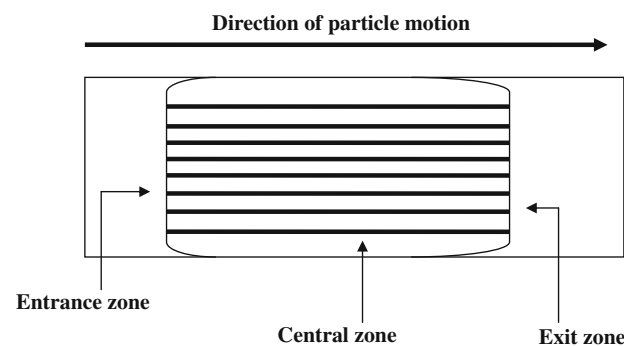 Direction of particle motion
Entrance zone
Central zone
Exit zone